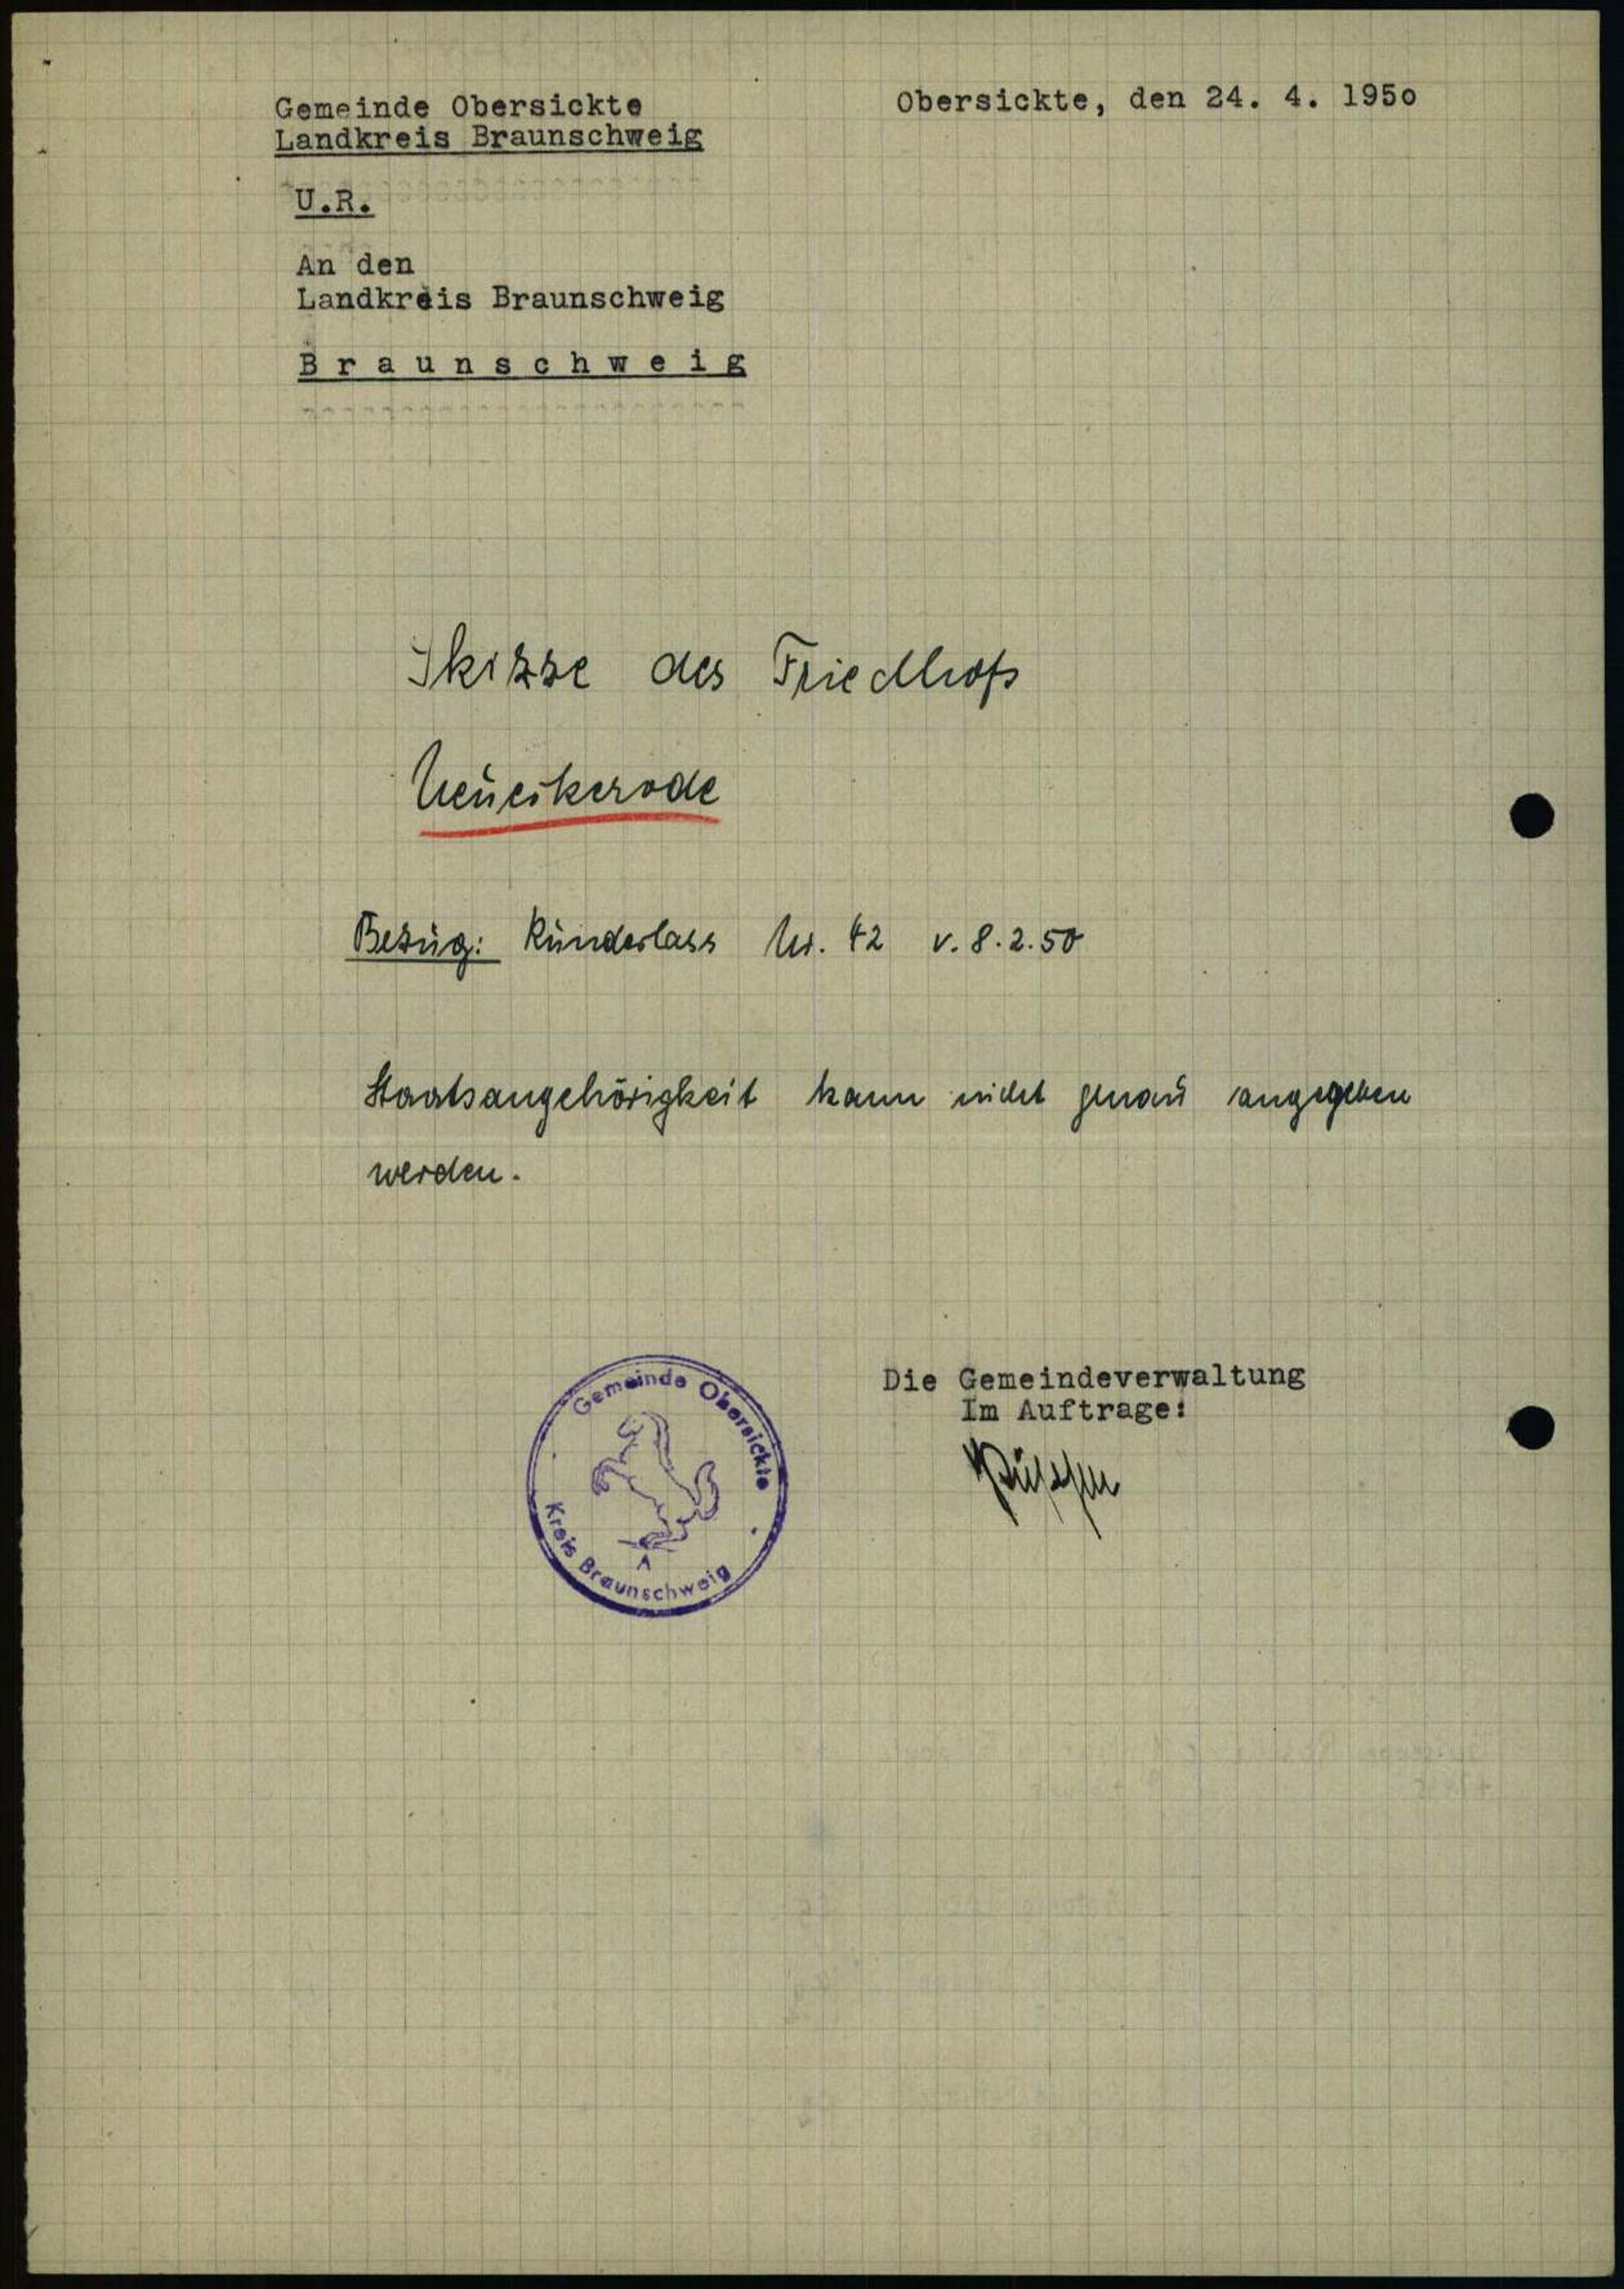 Gemeinde Obersickte
Landkreis Braunschweig
Obersickte, den 24. 4. 1950
U.R.
An den
Landkreis Braunschweig
Braunschweig
Skizze des Friedhofs
Neuerkerode
Bezug: Runderlass Nr. 42 v. 8.2.50
Staatsangehörigkeit kann nicht genau angegeben
werden.
Die Gemeindeverwaltung
Im Auftrage:
Gemeinde Obersickte
Kreis Braunschweig
A